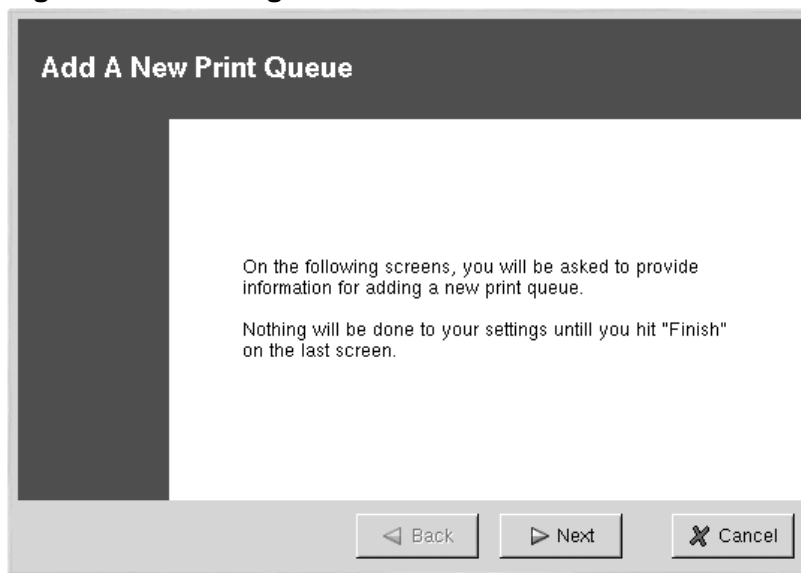 Add A New Print Queue
On the following screens, you will be asked to provide
information for adding a new print queue.
Nothing will be done to your settings untill you hit "Finish"
on the last screen.
Back
Next
Cancel